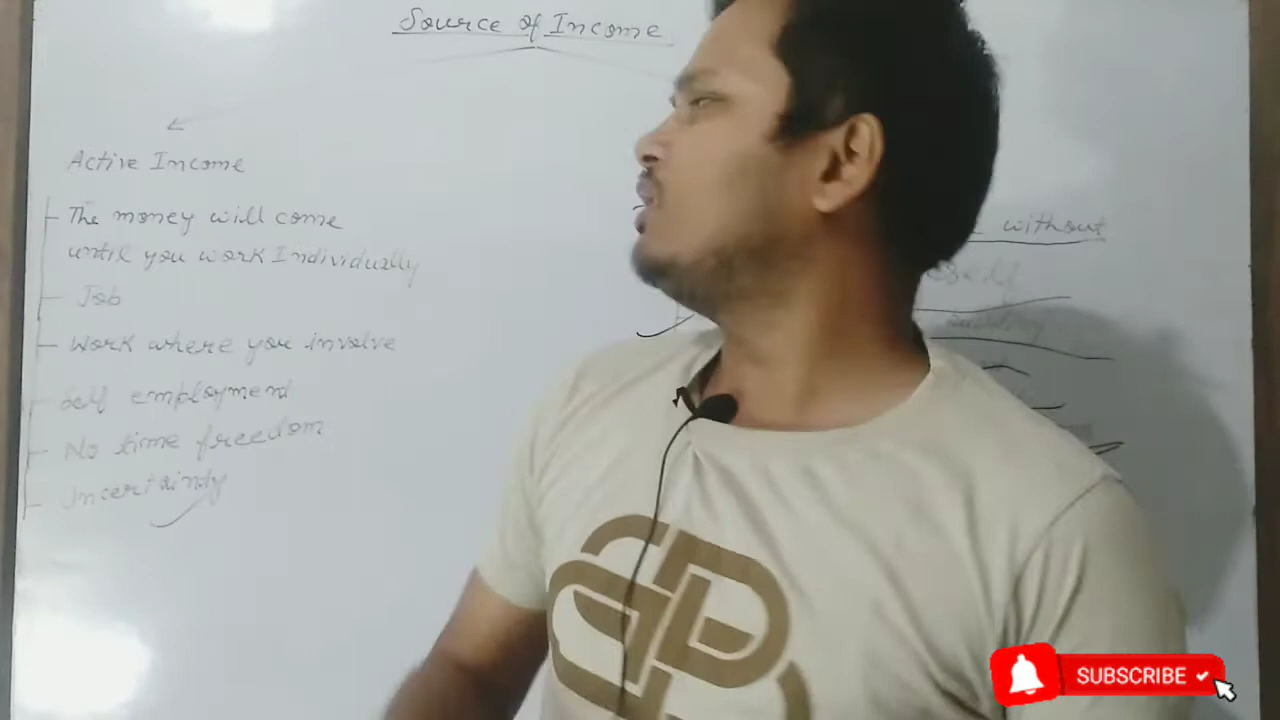 Source of Income
Active Income
The money will come
until you work Individually
Job
Work where you involve
Self employment
No time freedom
Uncertaindy
without
SUBSCRIBE